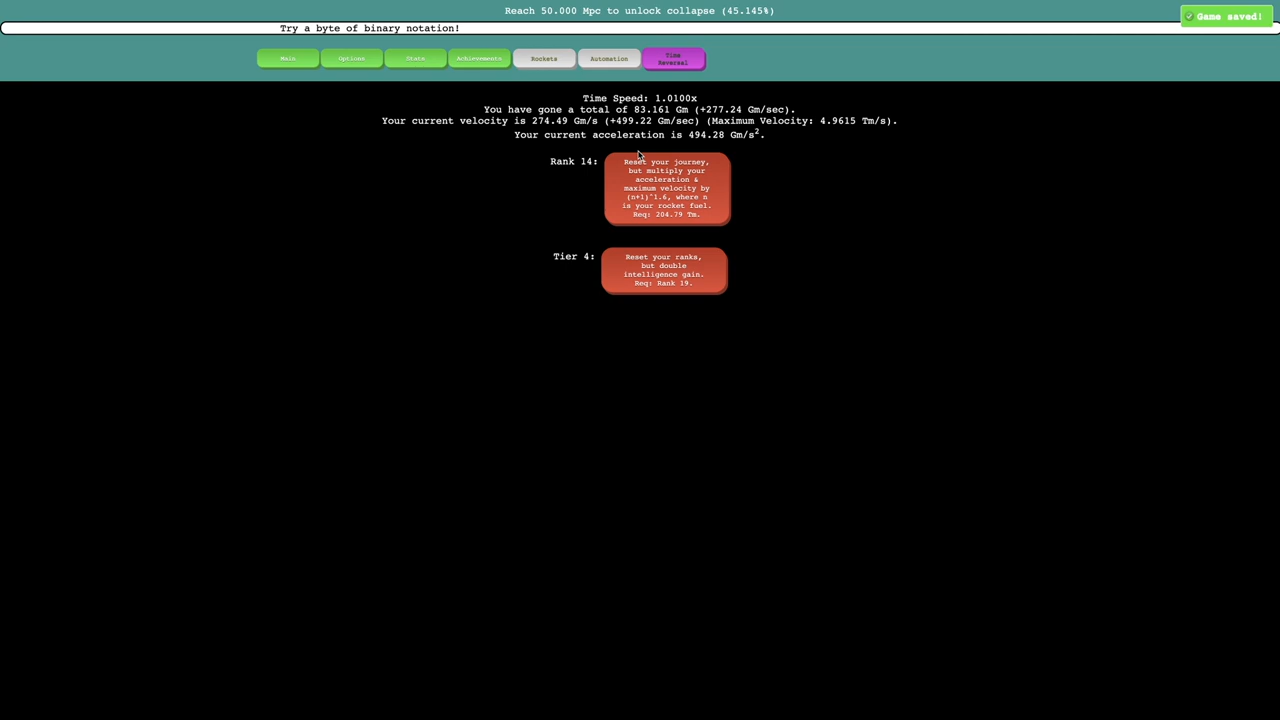 Reach 50.000 Mpc to unlock collapse (45.145%)
Game saved!
Try a byte of binary notation!
Main
Options
Stats
Achievements
Rockets
Automation
Time
Reversal
Time Speed: 1.0100x
You have gone a total of 83.161 Gm (+277.24 Gm/sec).
Your current velocity is 274.49 Gm/s (+499.22 Gm/sec) (Maximum Velocity: 4.9615 Tm/s).
Your current acceleration is 494.28 Gm/s².
Rank 14:
Reset your journey,
but multiply your
acceleration &
maximum velocity by
(n+1)^1.6, where n
is your rocket fuel.
Req: 204.79 Tm.
Tier 4:
Reset your ranks,
but double
intelligence gain.
Req: Rank 19.